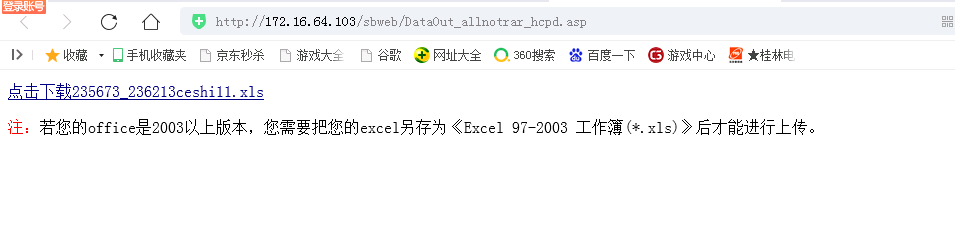 登录账号
http://172.16.64.103/sbweb/DataOut_allnotrar_hcpd.asp
收藏 手机收藏夹 京东秒杀 游戏大全 谷歌 网址大全 360搜索 百度一下 游戏中心 ★桂林电
点击下载235673_236213ceshi11.xls
注：若您的office是2003以上版本，您需要把您的excel另存为《Excel 97-2003 工作簿(*.xls)》后才能进行上传。